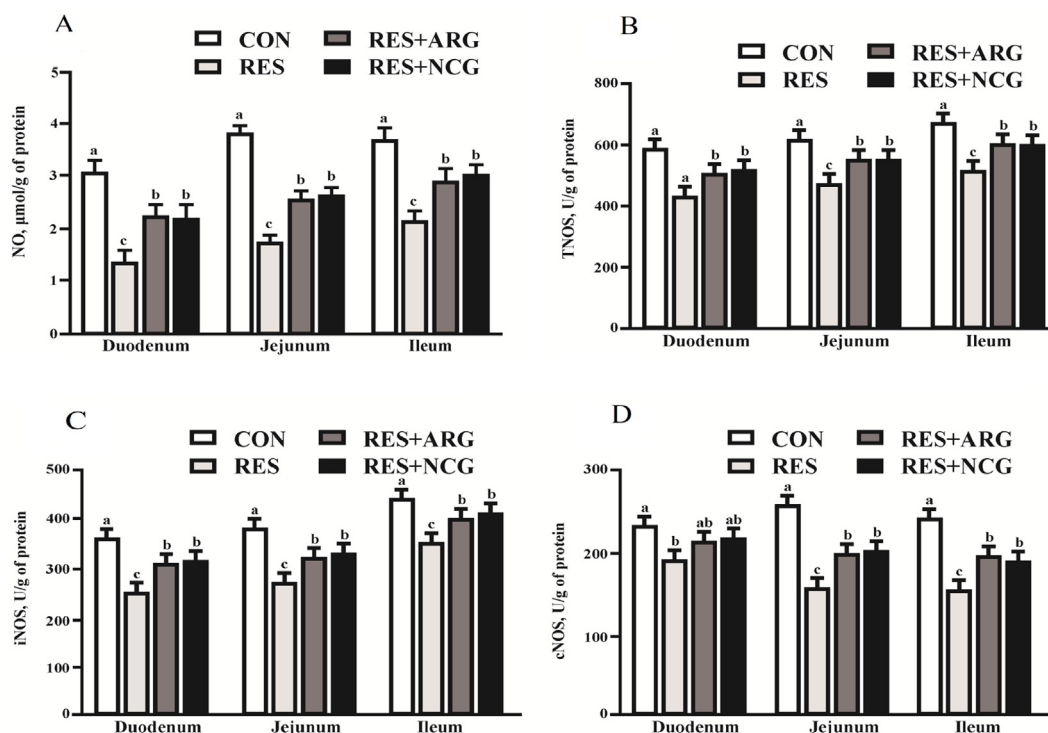 A
CON
RES+ARG
RES
RES+NCG
NO, μmol/g of protein
5
4
3
2
1
0
a
c
b
b
a
c
b
b
a
c
b
b
Duodenum
Jejunum
Ileum
B
CON
RES+ARG
RES
RES+NCG
TNOS, U/g of protein
800
600
400
200
0
a
c
b
b
a
c
b
b
a
c
b
b
Duodenum
Jejunum
Ileum
C
CON
RES+ARG
RES
RES+NCG
iNOS, U/g of protein
500
400
300
200
100
0
a
c
b
b
a
c
b
b
a
c
b
b
Duodenum
Jejunum
Ileum
D
CON
RES+ARG
RES
RES+NCG
cNOS, U/g of protein
300
200
100
0
a
b
ab
ab
a
c
b
b
a
c
b
b
Duodenum
Jejunum
Ileum